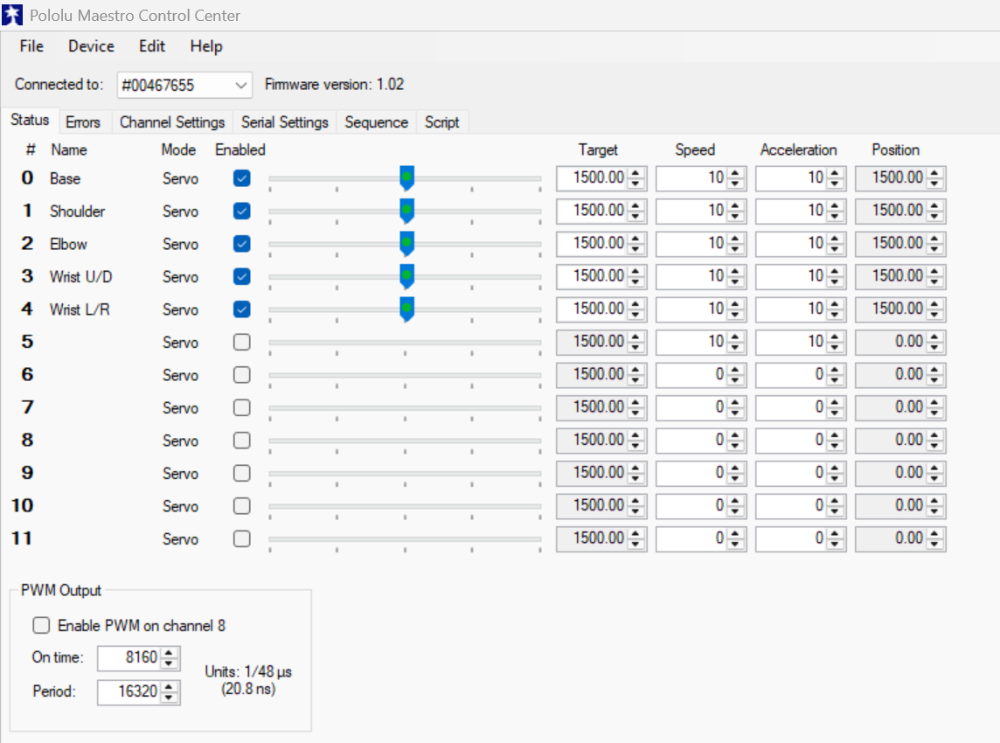 Pololu Maestro Control Center
File Device Edit Help
Connected to: #00467655 Firmware version: 1.02
Status Errors Channel Settings Serial Settings Sequence Script
# Name Mode Enabled Target Speed Acceleration Position
0 Base Servo 1500.00 10 10 1500.00
1 Shoulder Servo 1500.00 10 10 1500.00
2 Elbow Servo 1500.00 10 10 1500.00
3 Wrist U/D Servo 1500.00 10 10 1500.00
4 Wrist L/R Servo 1500.00 10 10 1500.00
5 Servo 1500.00 10 10 0.00
6 Servo 1500.00 0 0 0.00
7 Servo 1500.00 0 0 0.00
8 Servo 1500.00 0 0 0.00
9 Servo 1500.00 0 0 0.00
10 Servo 1500.00 0 0 0.00
11 Servo 1500.00 0 0 0.00
PWM Output
Enable PWM on channel 8
On time: 8160
Units: 1/48 µs
Period: 16320
(20.8 ns)